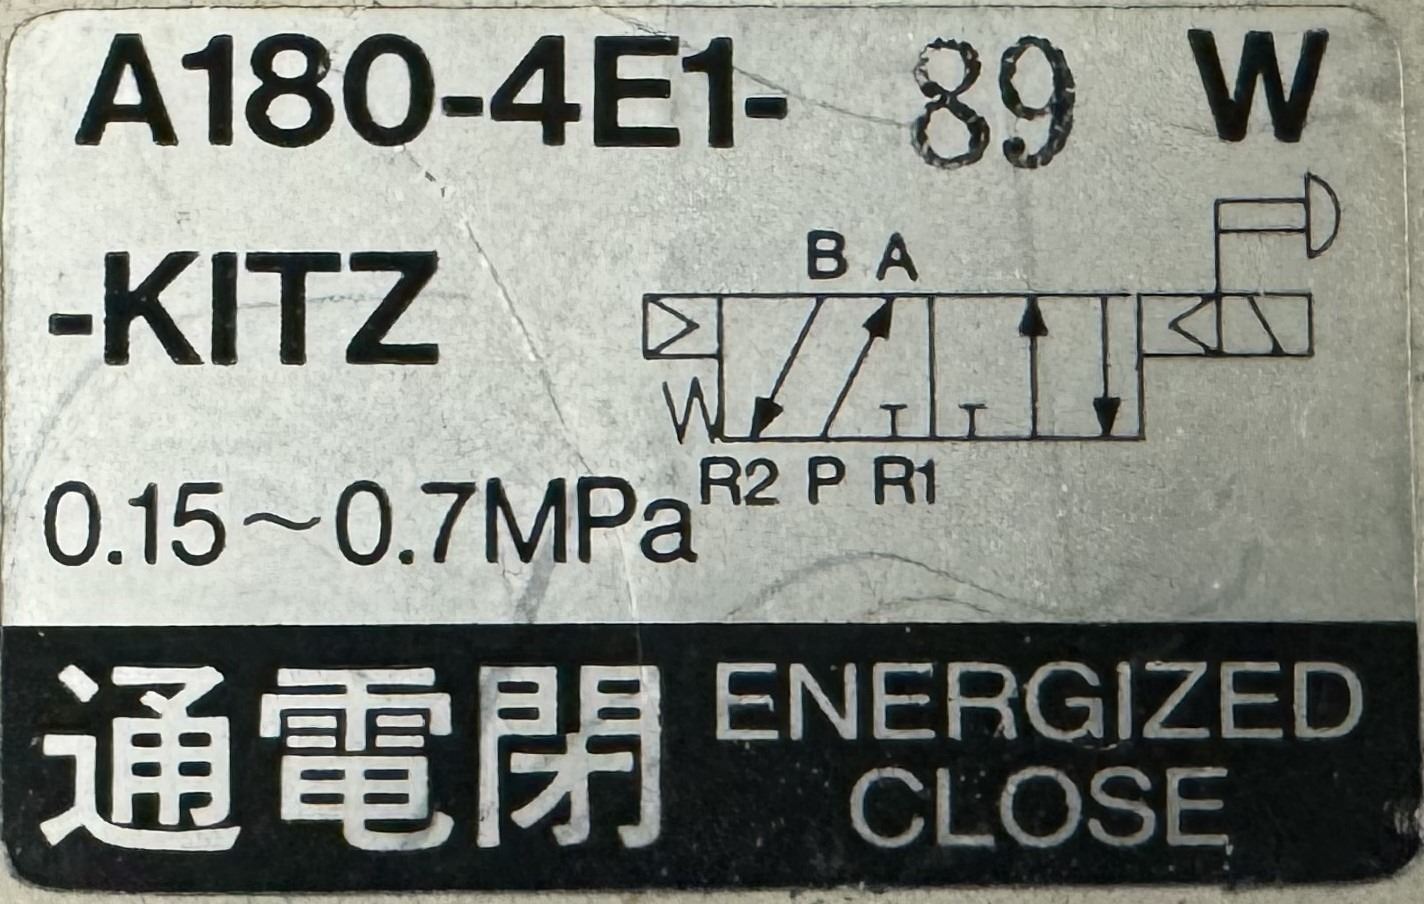 A180-4E1- 89 W
-KITZ
B A
W
R2 P R1
0.15～0.7MPa
通電閉 ENERGIZED
CLOSE